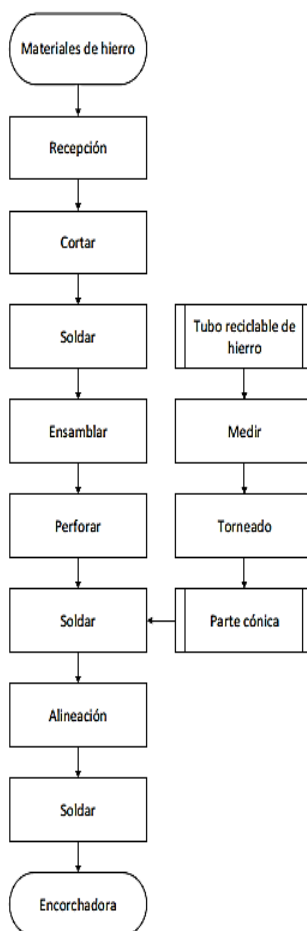 Materiales de hierro
Recepción
Cortar
Soldar
Tubo reciclable de
hierro
Ensamblar
Medir
Perforar
Torneado
Soldar
Parte cónica
Alineación
Soldar
Encorchadora